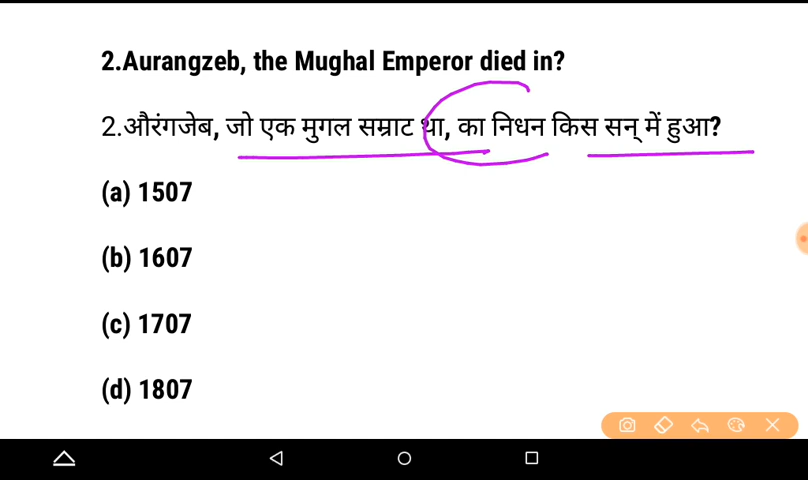 2.Aurangzeb, the Mughal Emperor died in?
2.औरंगजेब, जो एक मुगल सम्राट था, का निधन किस सन् में हुआ?
(a) 1507
(b) 1607
(c) 1707
(d) 1807